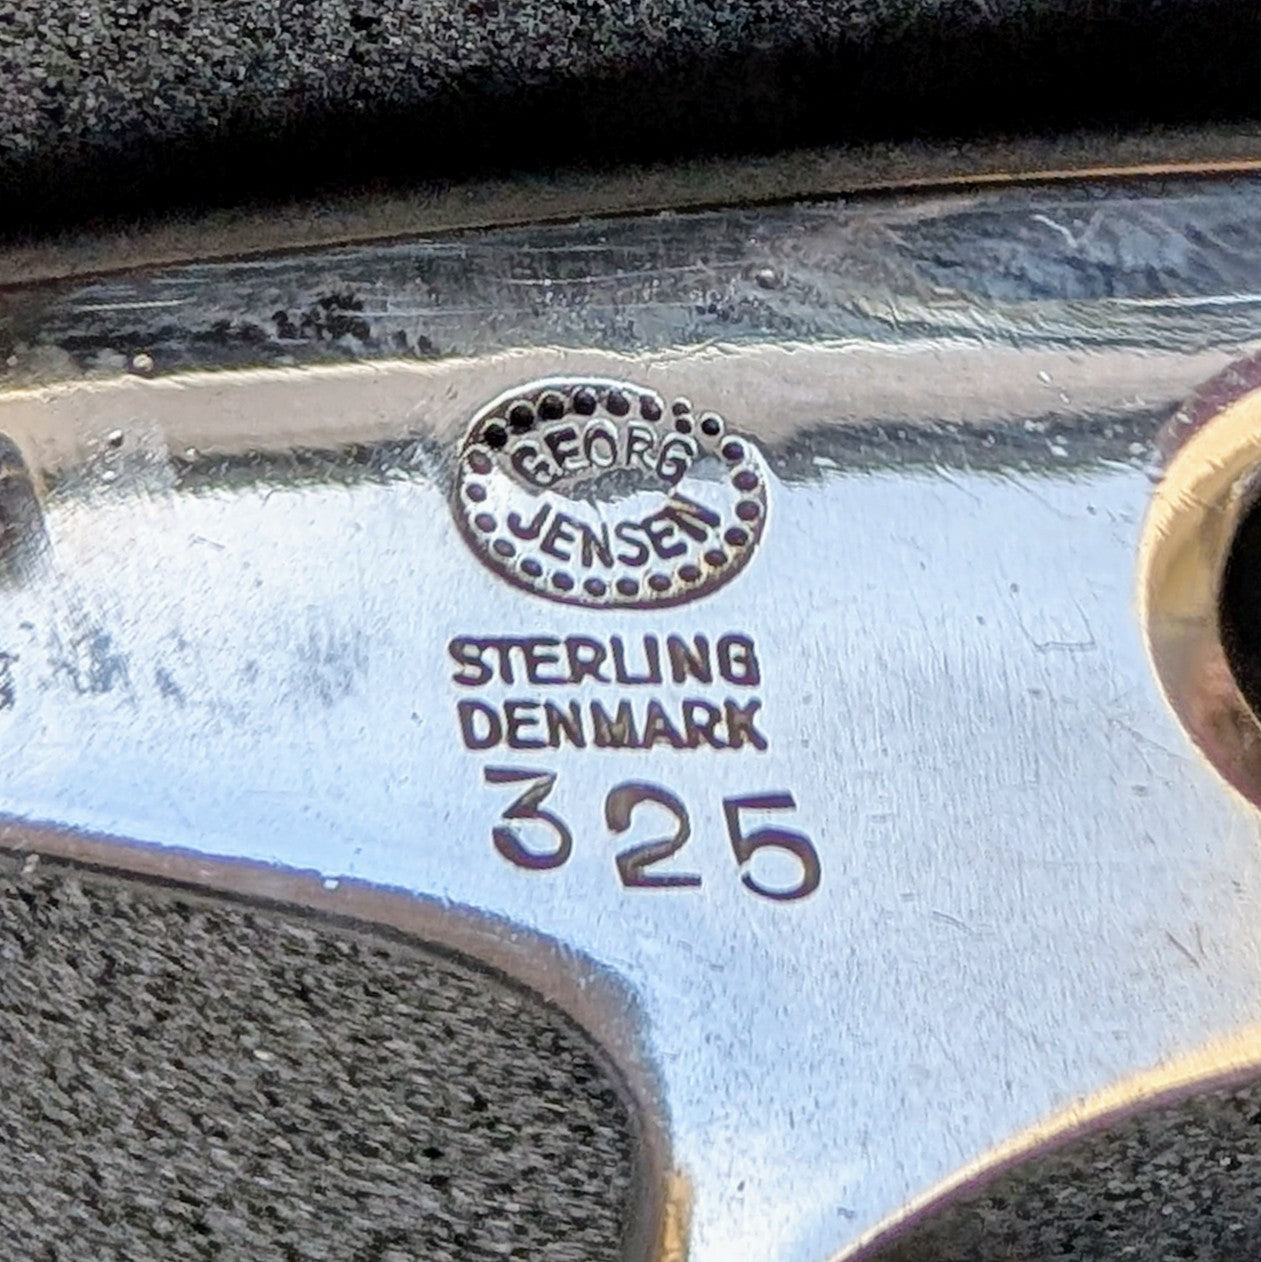 GEORG
JENSEN
STERLING
DENMARK
325